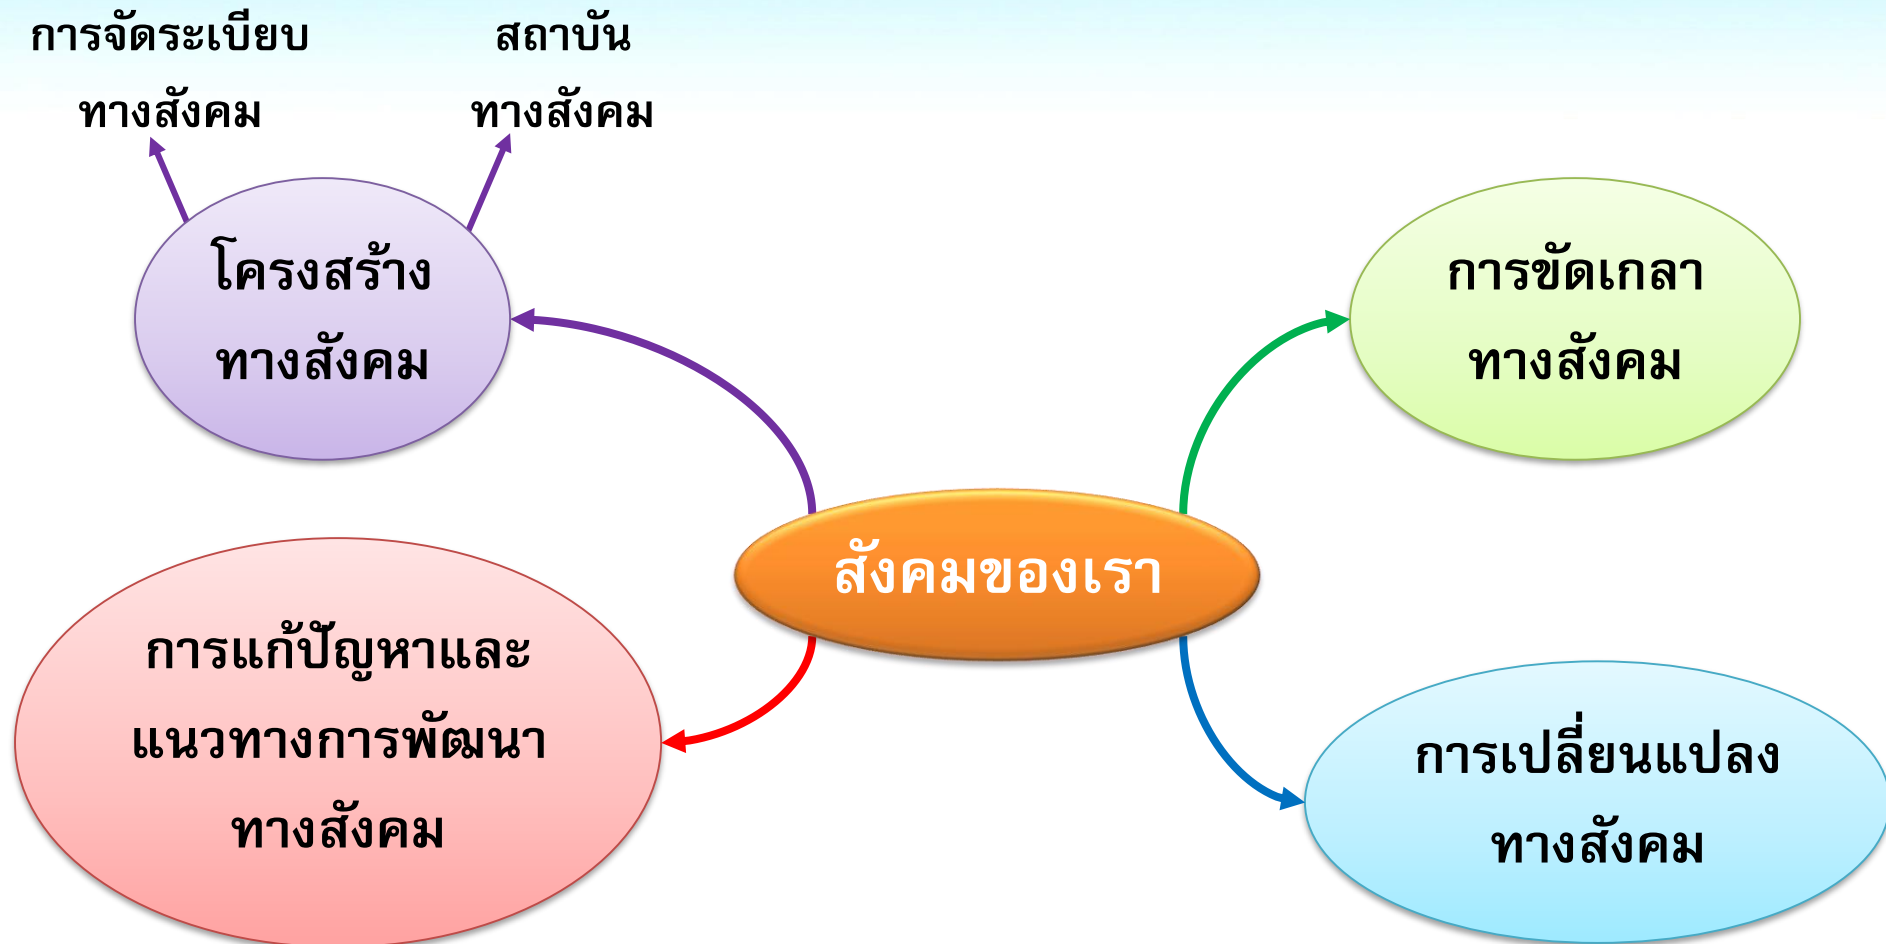 การจัดระเบียบ
ทางสังคม
สถาบัน
ทางสังคม
โครงสร้าง
ทางสังคม
การขัดเกลา
ทางสังคม
สังคมของเรา
การแก้ปัญหาและ
แนวทางการพัฒนา
ทางสังคม
การเปลี่ยนแปลง
ทางสังคม